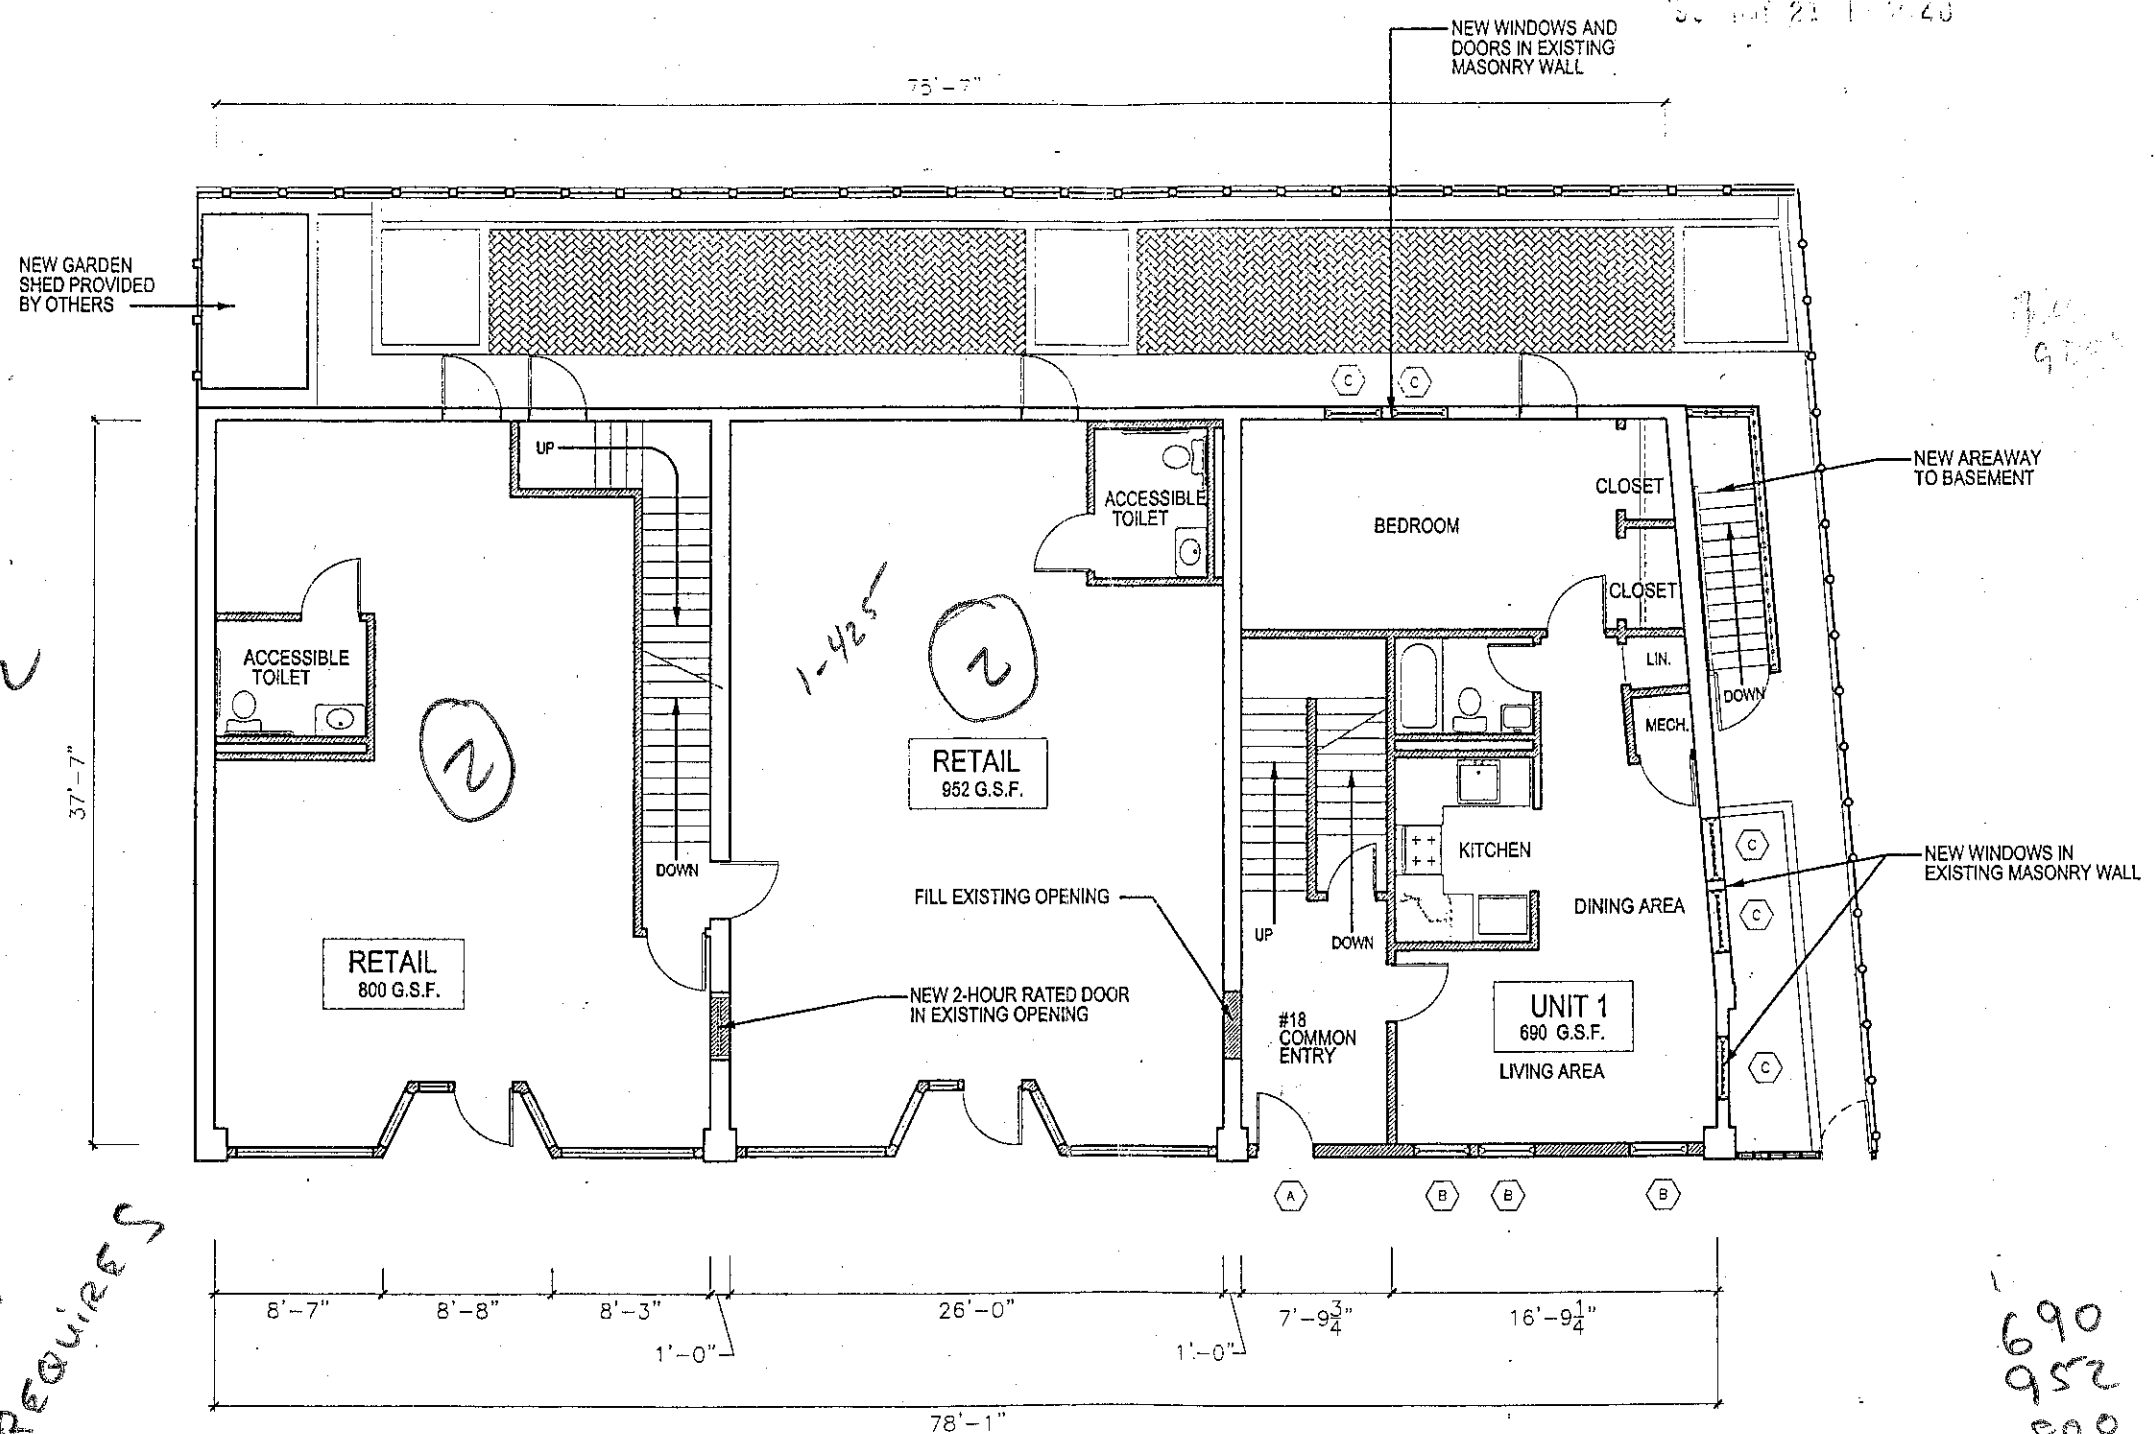 NEW WINDOWS AND
DOORS IN EXISTING
MASONRY WALL
NEW GARDEN
SHED PROVIDED
BY OTHERS
C
C
UP
ACCESSIBLE
TOILET
BEDROOM
CLOSET
CLOSET
NEW AREAWAY
TO BASEMENT
1-425
2
ACCESSIBLE
TOILET
LIN.
MECH.
DOWN
2
37'-7"
RETAIL
952 G.S.F.
DOWN
KITCHEN
C
NEW WINDOWS IN
EXISTING MASONRY WALL
FILL EXISTING OPENING
DINING AREA
C
UP
DOWN
RETAIL
800 G.S.F.
NEW 2-HOUR RATED DOOR
IN EXISTING OPENING
#18
COMMON
ENTRY
UNIT 1
690 G.S.F.
LIVING AREA
C
A
B
B
B
REQUIRES
8'-7"
8'-8"
8'-3"
1'-0"
26'-0"
1'-0"
7'-9¾"
16'-9¼"
78'-1"
690
952